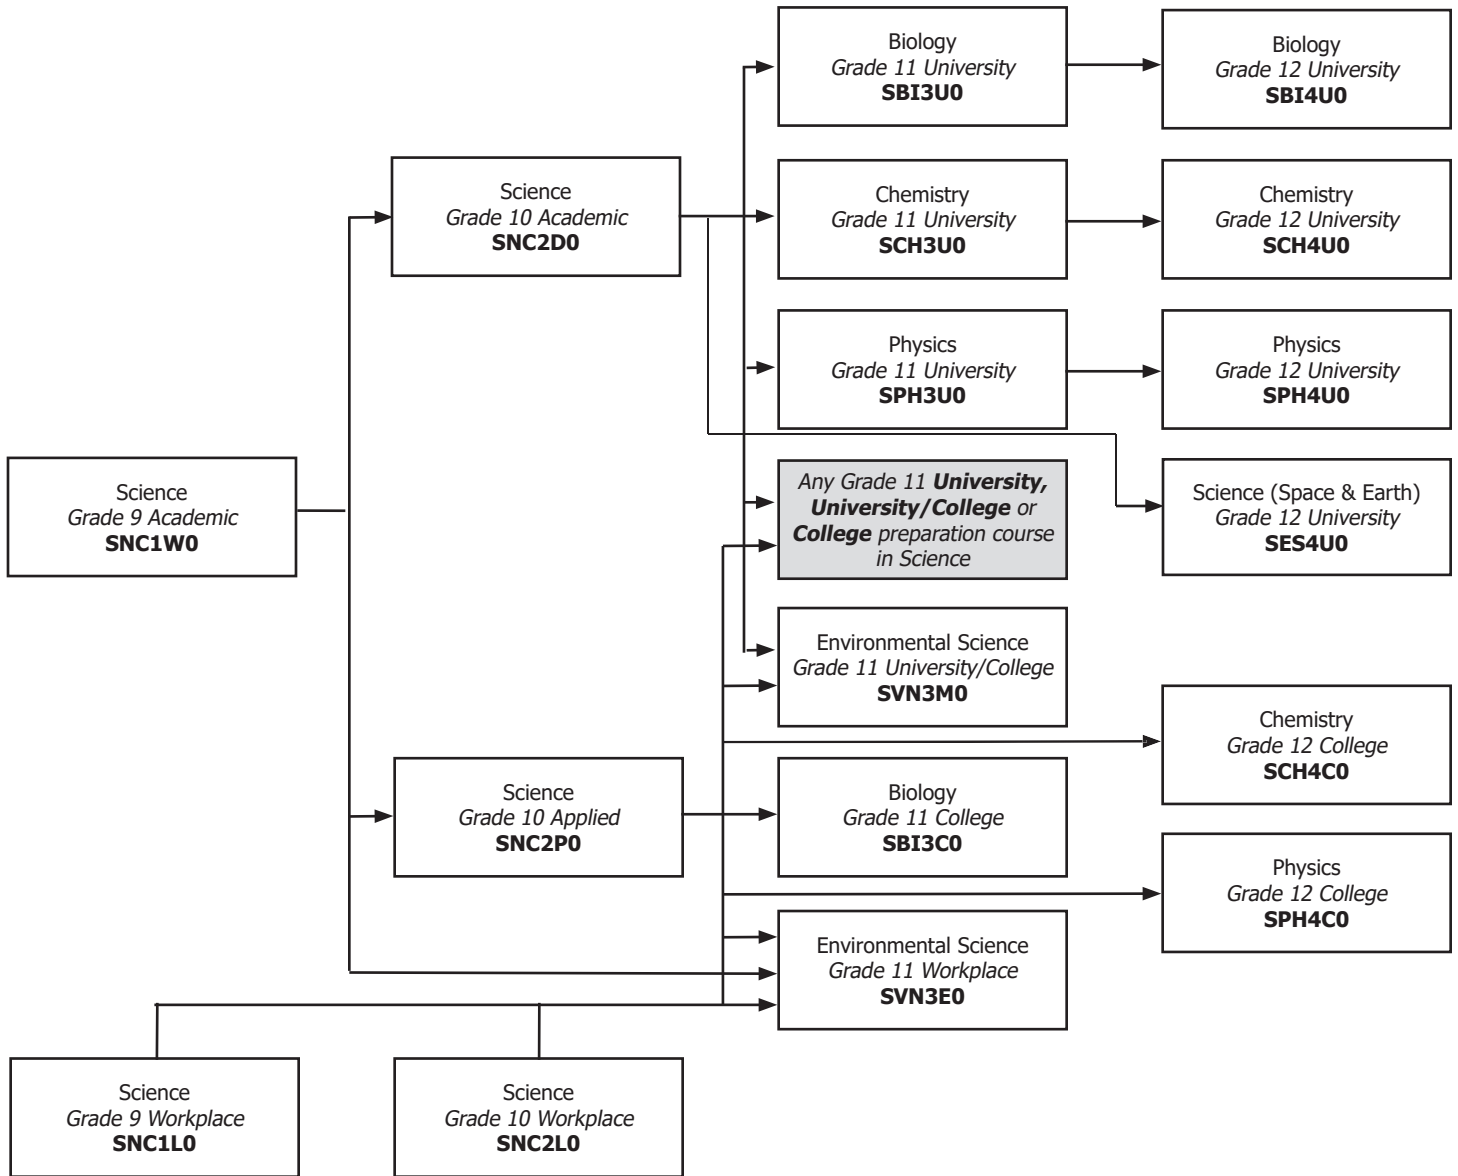 Biology
Grade 11 University
SBI3U0
Biology
Grade 12 University
SBI4U0
Science
Grade 10 Academic
SNC2D0
Chemistry
Grade 11 University
SCH3U0
Chemistry
Grade 12 University
SCH4U0
Physics
Grade 11 University
SPH3U0
Physics
Grade 12 University
SPH4U0
Science
Grade 9 Academic
SNC1W0
Any Grade 11 University,
University/College or
College preparation course
in Science
Science (Space & Earth)
Grade 12 University
SES4U0
Environmental Science
Grade 11 University/College
SVN3M0
Chemistry
Grade 12 College
SCH4C0
Science
Grade 10 Applied
SNC2P0
Biology
Grade 11 College
SBI3C0
Physics
Grade 12 College
SPH4C0
Environmental Science
Grade 11 Workplace
SVN3E0
Science
Grade 9 Workplace
SNC1L0
Science
Grade 10 Workplace
SNC2L0